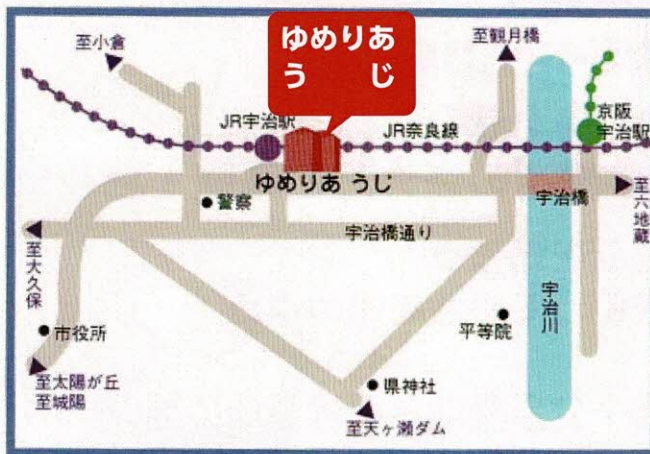 ゆめりあ
うじ
至小倉
至観月橋
京阪
宇治駅
JR宇治駅
JR奈良線
ゆめりあ うじ
警察
宇治橋
至六地蔵
宇治橋通り
至大久保
宇治川
市役所
平等院
至太陽が丘
至城陽
県神社
至天ヶ瀬ダム